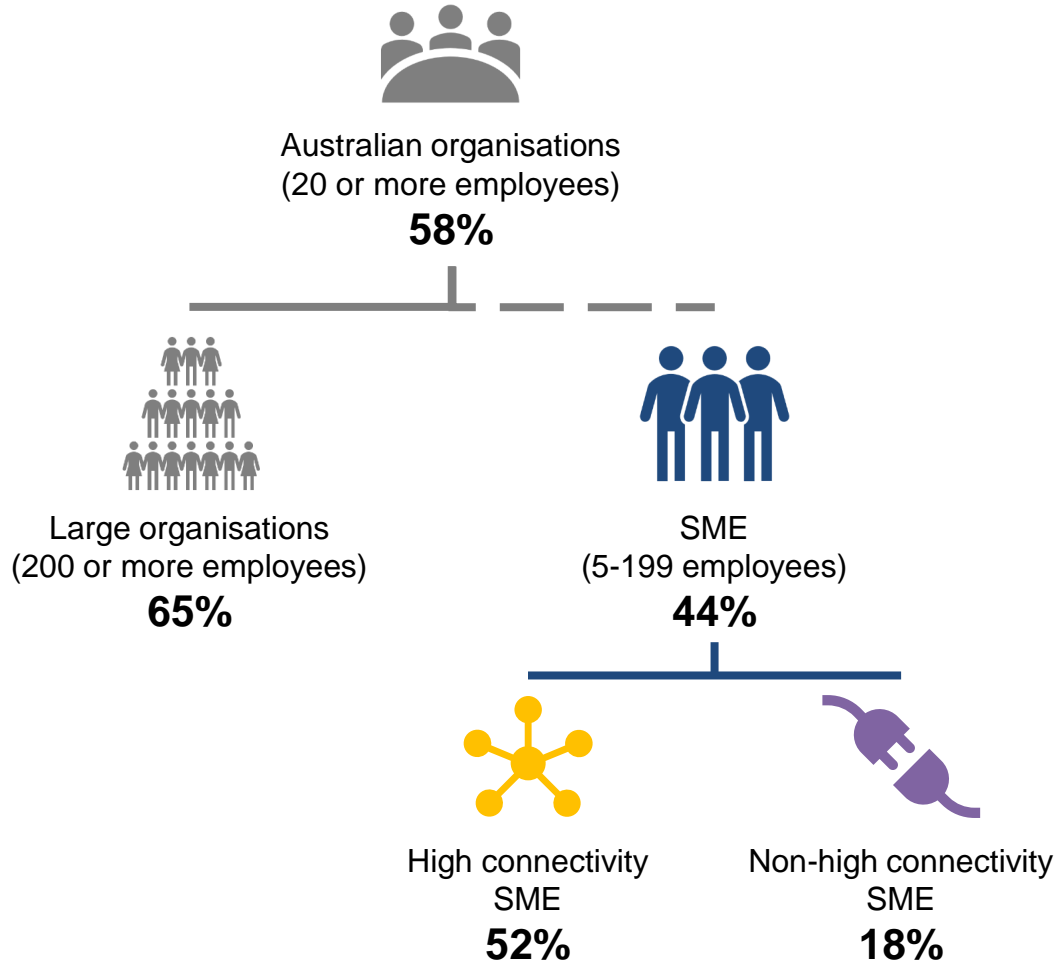 Australian organisations
(20 or more employees)
58%
Large organisations
(200 or more employees)
65%
SME
(5-199 employees)
44%
High connectivity
SME
52%
Non-high connectivity
SME
18%